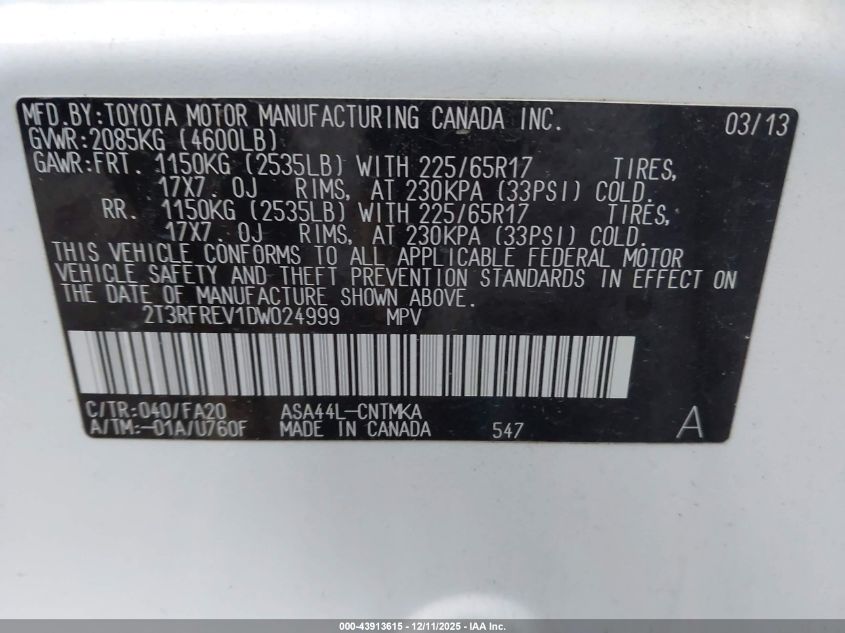 MFD.BY:TOYOTA MOTOR MANUFACTURING CANADA INC. 03/13
GVWR:2085KG (4600LB)
GAWR:FRT. 1150KG (2535LB) WITH 225/65R17 TIRES,
17X7.0J RIMS, AT 230KPA (33PSI) COLD.
RR. 1150KG (2535LB) WITH 225/65R17 TIRES,
17X7.0J RIMS, AT 230KPA (33PSI) COLD.
THIS VEHICLE CONFORMS TO ALL APPLICABLE FEDERAL MOTOR
VEHICLE SAFETY AND THEFT PREVENTION STANDARDS IN EFFECT ON
THE DATE OF MANUFACTURE SHOWN ABOVE.
2T3RFREV1DW024999 MPV
C/TR:040/FA20 ASA44L-CNTMKA
A/TM:-01A/U760F MADE IN CANADA 547 A
000-43913615 - 12/11/2025 - IAA Inc.